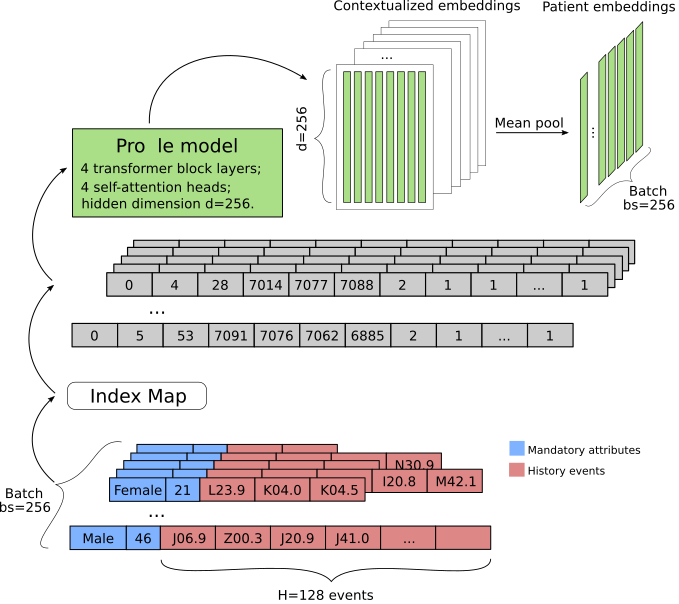 Contextualized embeddings
Patient embeddings
...
d=256
Mean pool
...
Batch
bs=256
Pro le model
4 transformer block layers;
4 self-attention heads;
hidden dimension d=256.
0 4 28 7014 7077 7088 2 1 1 ... 1
...
0 5 53 7091 7076 7062 6885 2 1 ... 1
Index Map
Mandatory attributes
History events
N30.9
I20.8 M42.1
Female 21 L23.9 K04.0 K04.5
Batch
bs=256
...
Male 46 J06.9 Z00.3 J20.9 J41.0 ...
H=128 events